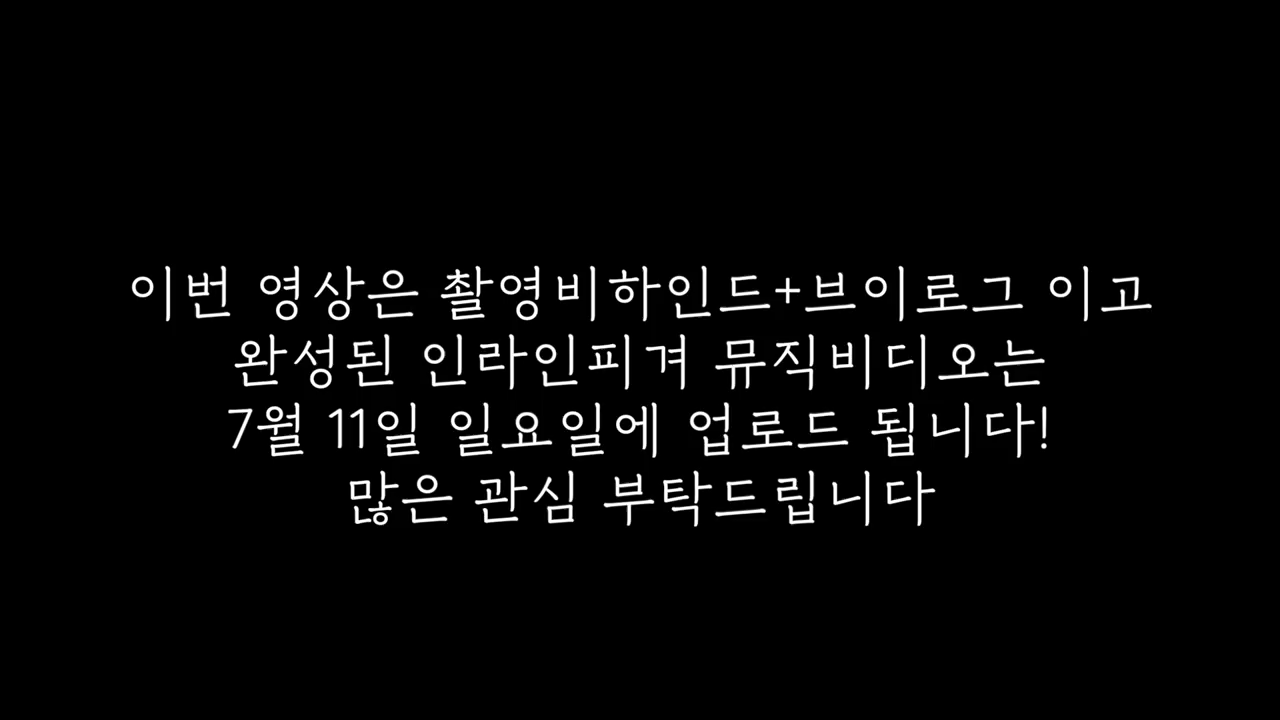 이번 영상은 촬영비하인드+브이로그 이고
완성된 인라인피겨 뮤직비디오는
7월 11일 일요일에 업로드 됩니다!
많은 관심 부탁드립니다